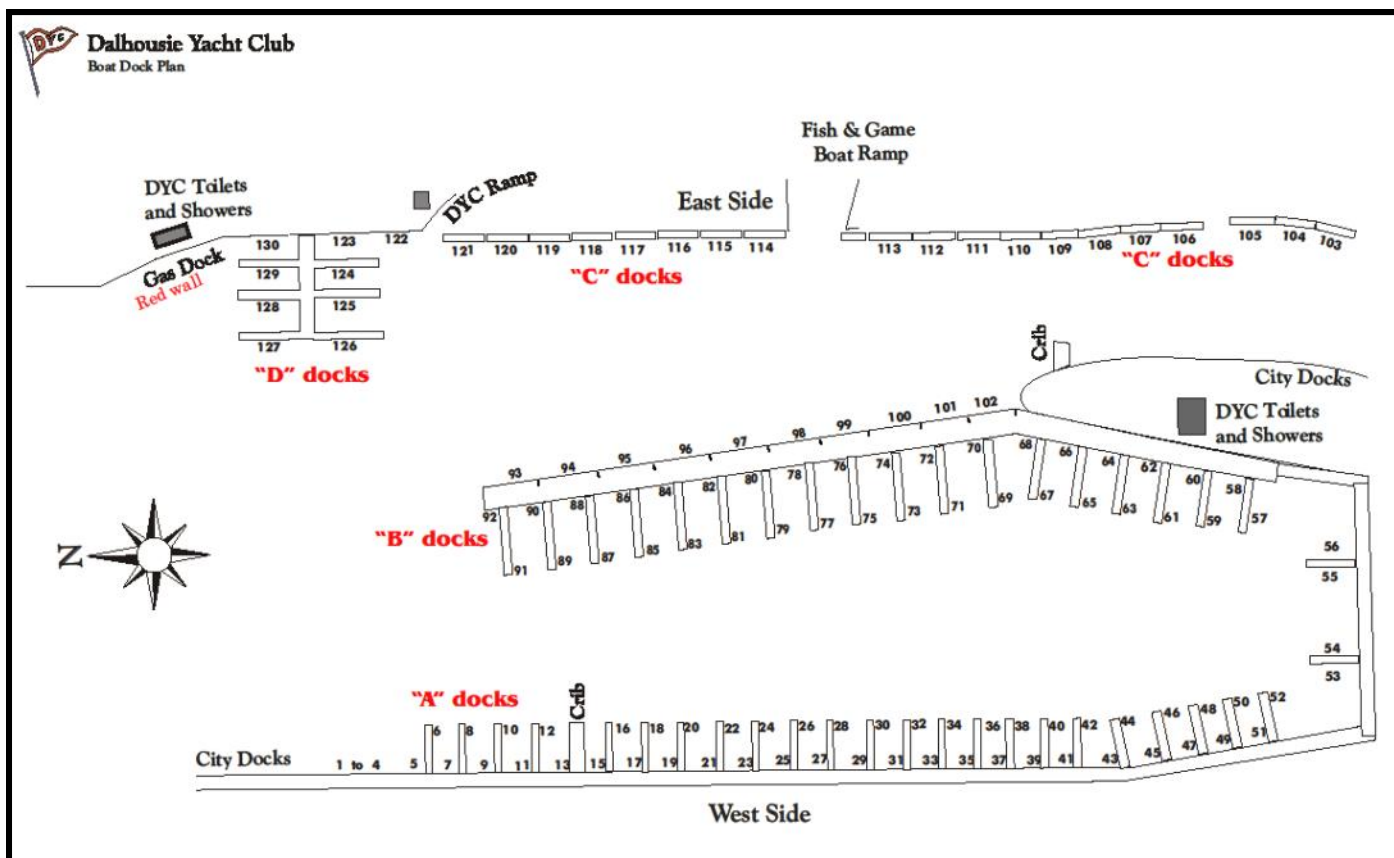 DYC
Dalhousie Yacht Club
Boat Dock Plan
Fish & Game
Boat Ramp
DYC Toilets
and Showers
DYC Ramp
East Side
130 123 122
121 120 119 118 117 116 115 114
113 112 111 110 109 108 107 106
105 104 103
Gas Dock
Red wall
129 124
128 125
127 126
"C" docks
"C" docks
"D" docks
Crib
City Docks
DYC Toilets
and Showers
93 94 95 96 97 98 99 100 101 102
92 90 88 86 84 82 80 78 76 74 72 70 68 66 64 62 60 58
91 89 87 85 83 81 79 77 75 73 71 69 67 65 63 61 59 57
"B" docks
N
56
55
54
53
"A" docks
Crib
6 8 10 12 16 18 20 22 24 26 28 30 32 34 36 38 40 42 44 46 48 50 52
City Docks
1 to 4 5 7 9 11 13 15 17 19 21 23 25 27 29 31 33 35 37 39 41 43 45 47 49 51
West Side